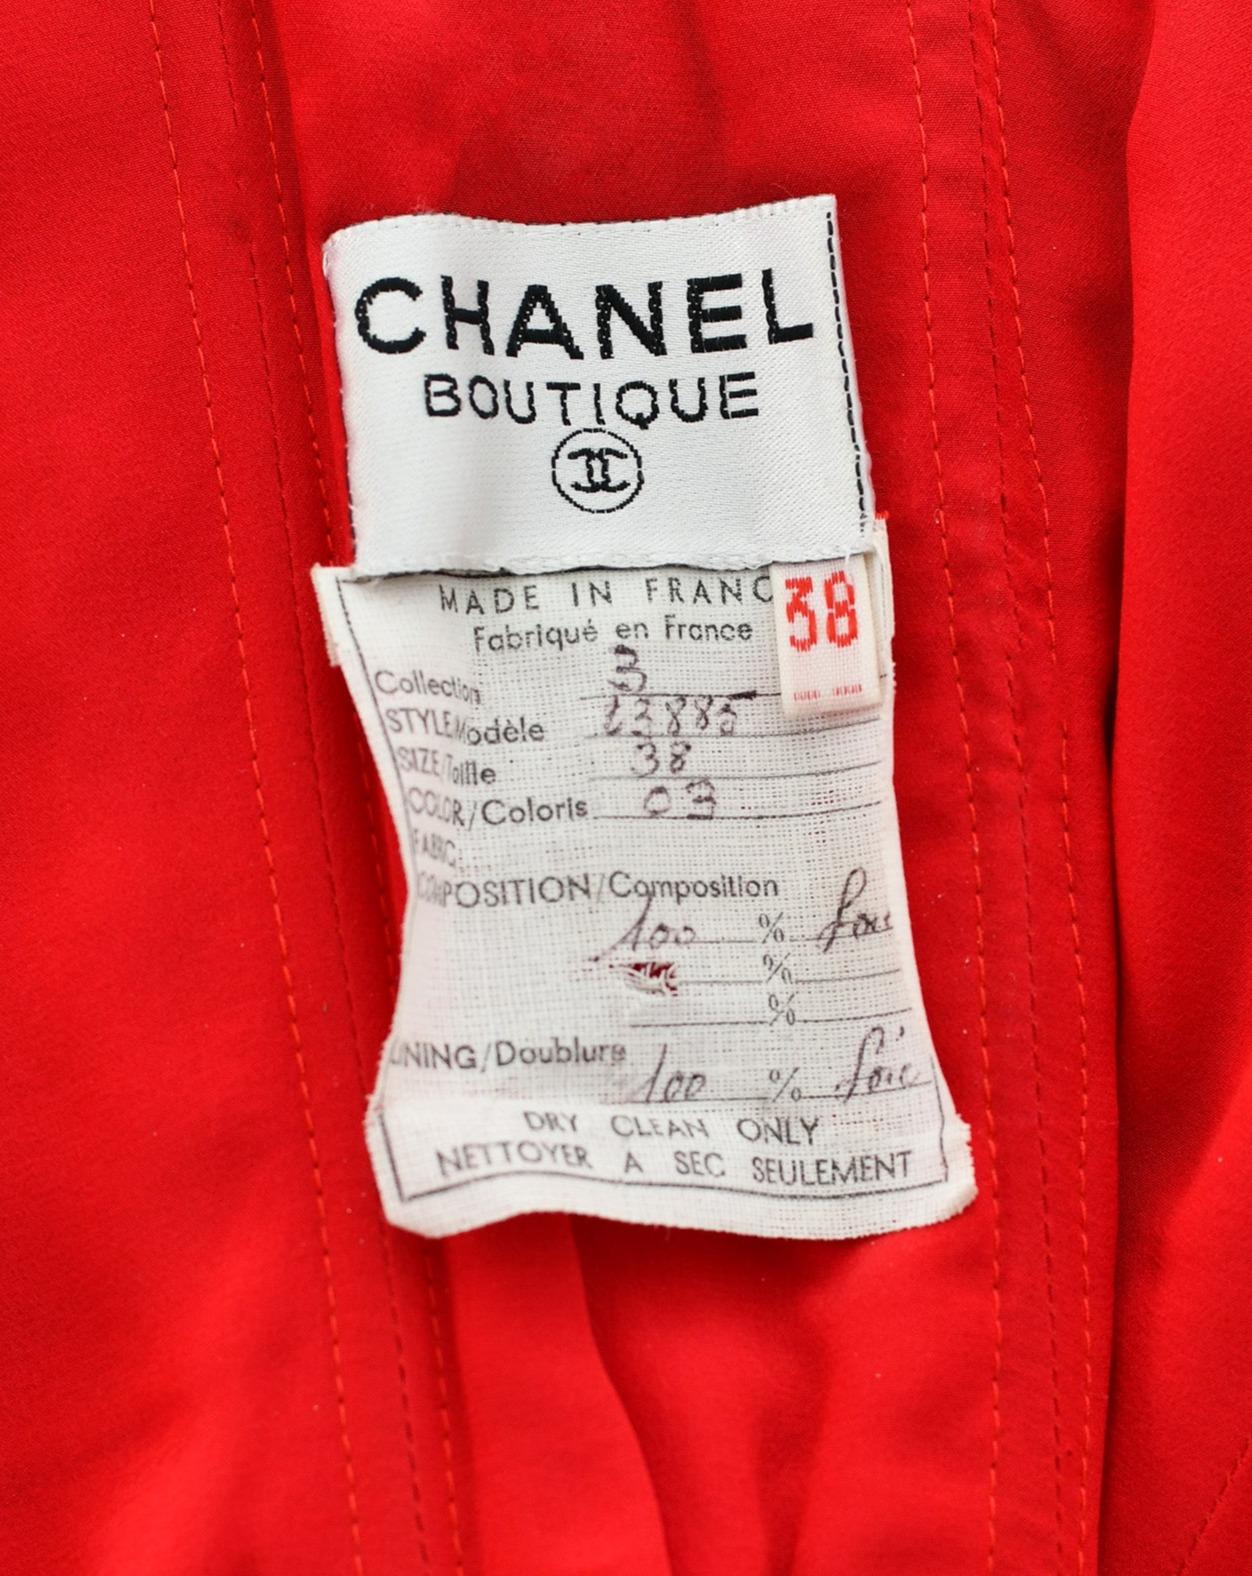 CHANEL
BOUTIQUE
MADE IN FRANC
38
Fabriqué en France
Collection 3
STYLE/Modèle 13885
SIZE/Taille 38
COLOR/Coloris 03
FABRIC
COMPOSITION/Composition
100 % Soie
%
%
LINING/Doublure
100 % Soie
DRY CLEAN ONLY
NETTOYER A SEC SEULEMENT